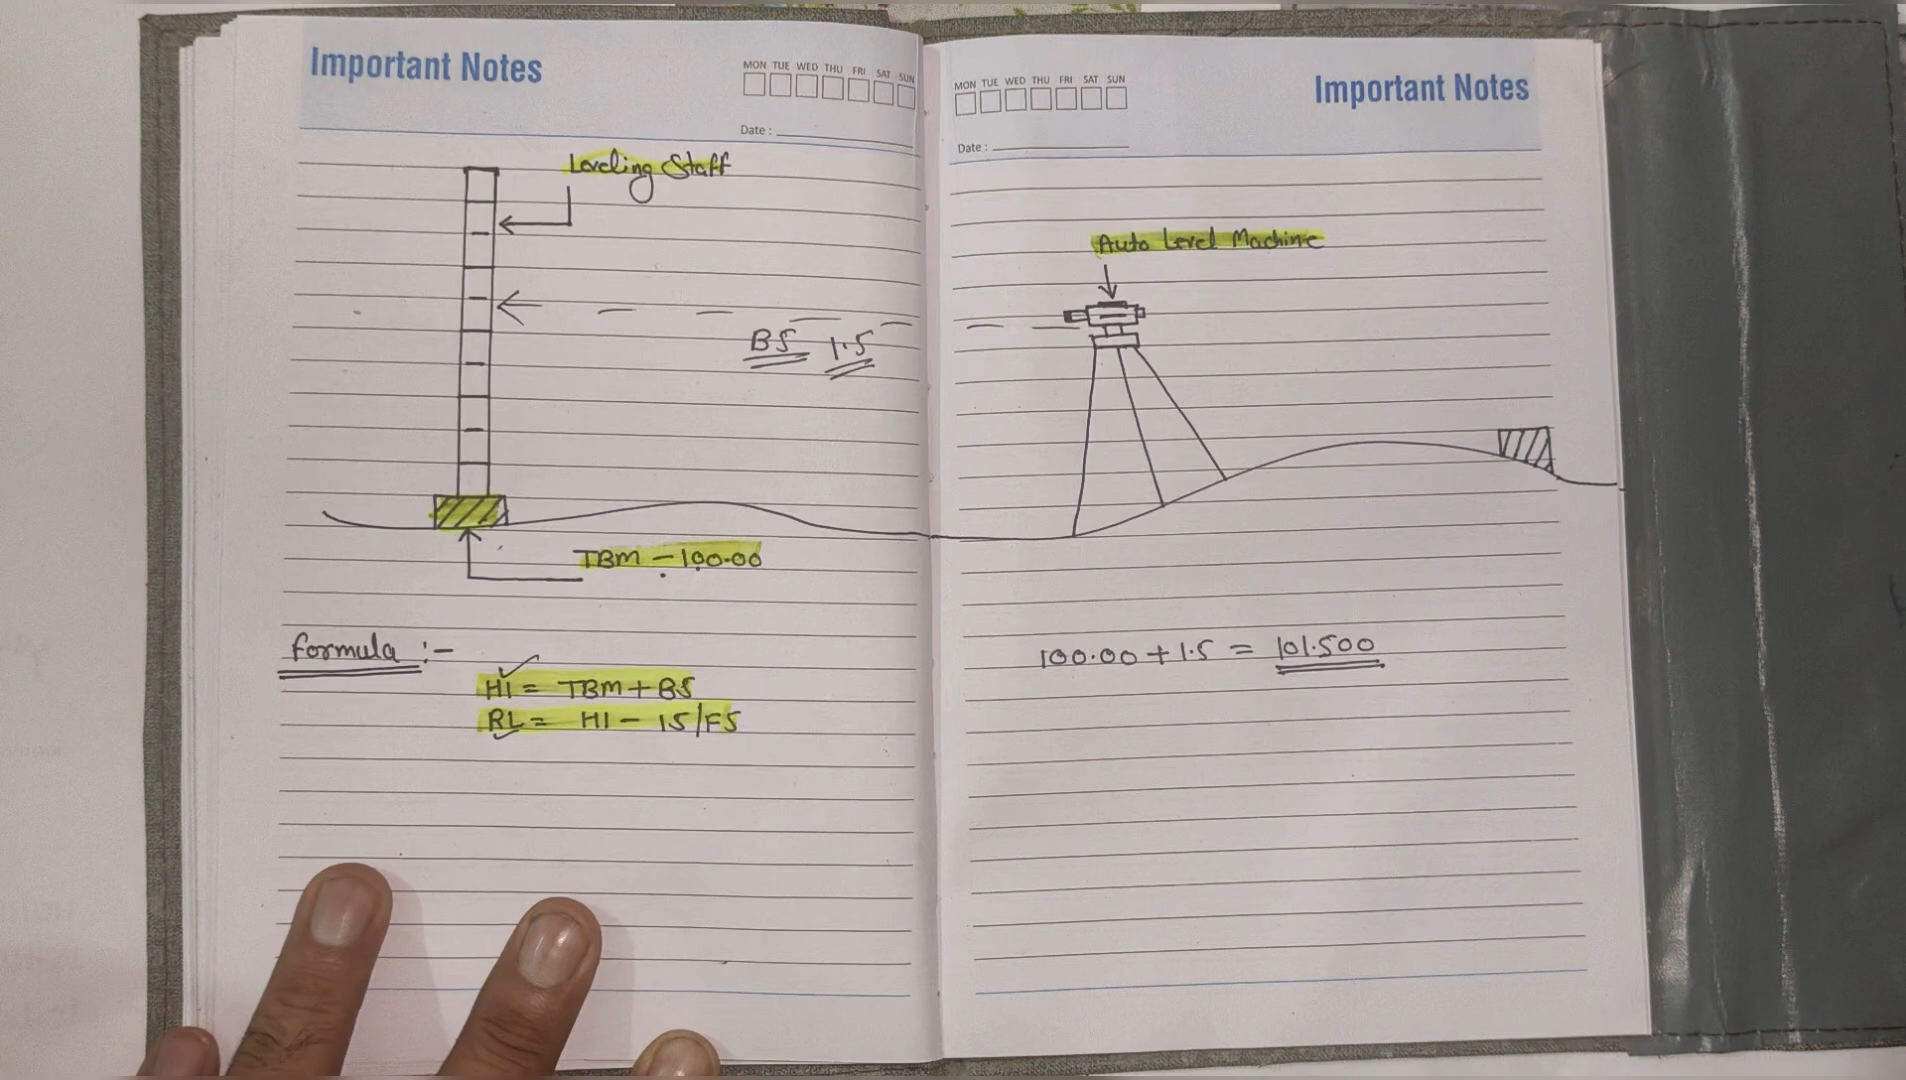 Important Notes
MON TUE WED THU FRI SAT SUN
Date :
Leveling Staff
BS 1.5
TBM - 100.00
Formula :-
HI = TBM + BS
RL = HI - IS/FS
MON TUE WED THU FRI SAT SUN
Important Notes
Date :
Auto Level Machine
100.00 + 1.5 = 101.500